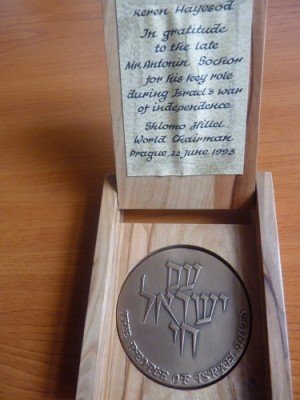 Keren Hayesod
In gratitude
to the late
Mr. Antonin Sochor
for his key role
during Israel's war
of independence
Shlomo Hillel
World Chairman
Prague, 22 June 1993
עם
ישראל
חי
THE PEOPLE OF ISRAEL LIVES